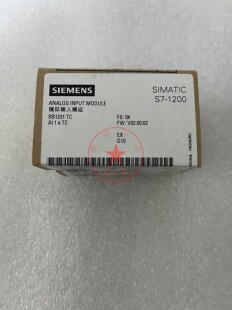 SIEMENS
SIMATIC
S7-1200
ANALOG INPUT MODULE
模拟输入模组
SB1231 TC
AI 1 x TC
FS: 04
FW: V02.00.02
EX
G10